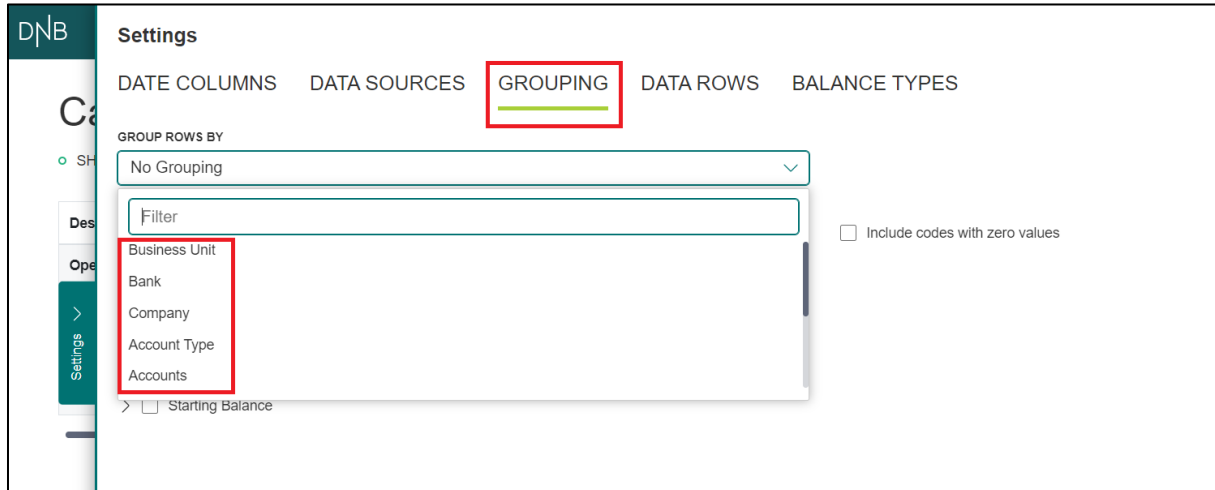 DNB
Settings
DATE COLUMNS DATA SOURCES GROUPING DATA ROWS BALANCE TYPES
Ca
GROUP ROWS BY
SH
No Grouping
Filter
Des
Include codes with zero values
Business Unit
Ope
Bank
Company
Account Type
Settings
Accounts
Starting Balance